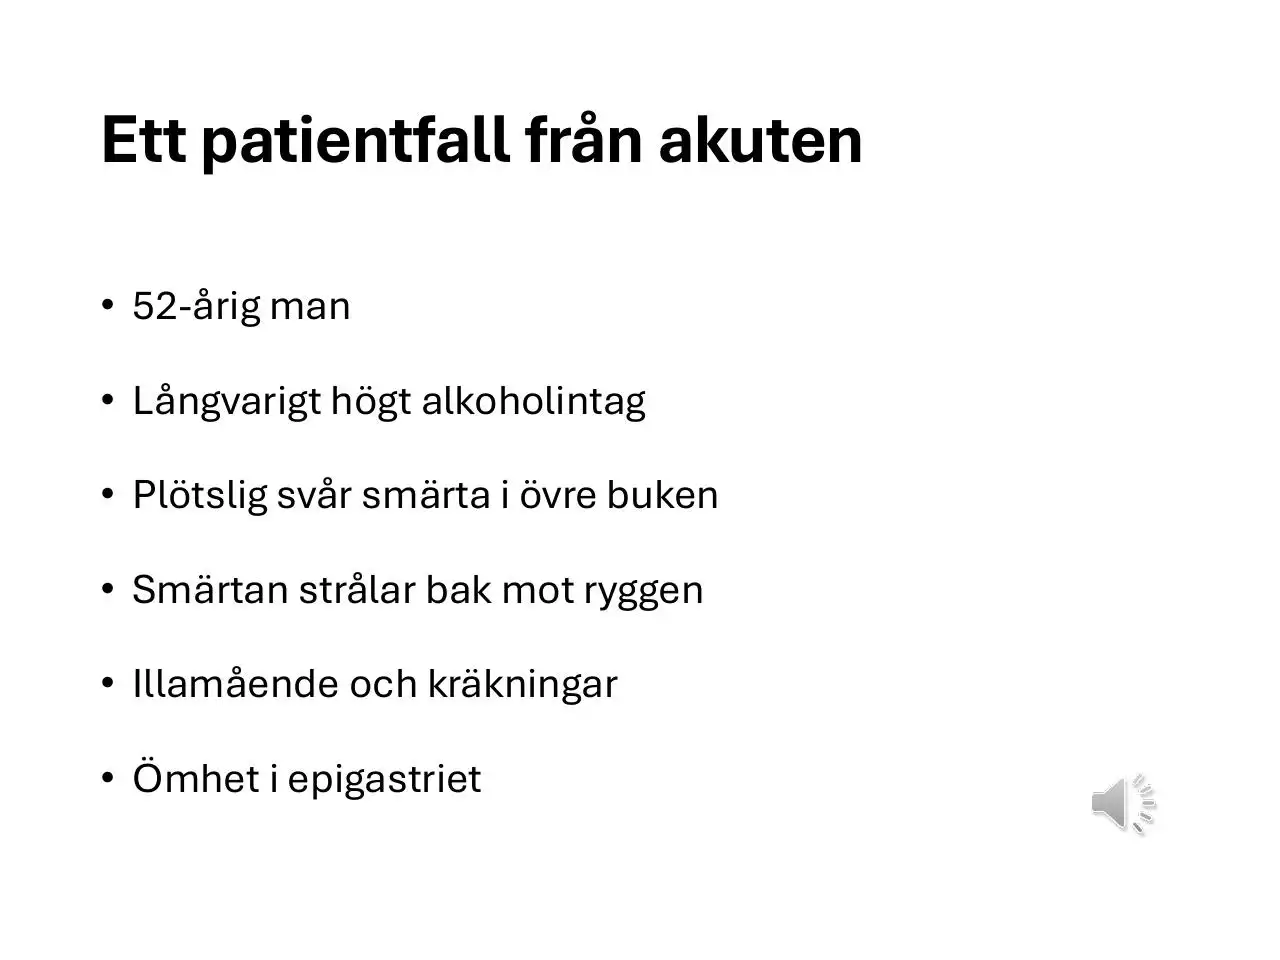 Ett patientfall från akuten
• 52-årig man
• Långvarigt högt alkoholintag
• Plötslig svår smärta i övre buken
• Smärtan strålar bak mot ryggen
• Illamående och kräkningar
• Ömhet i epigastriet